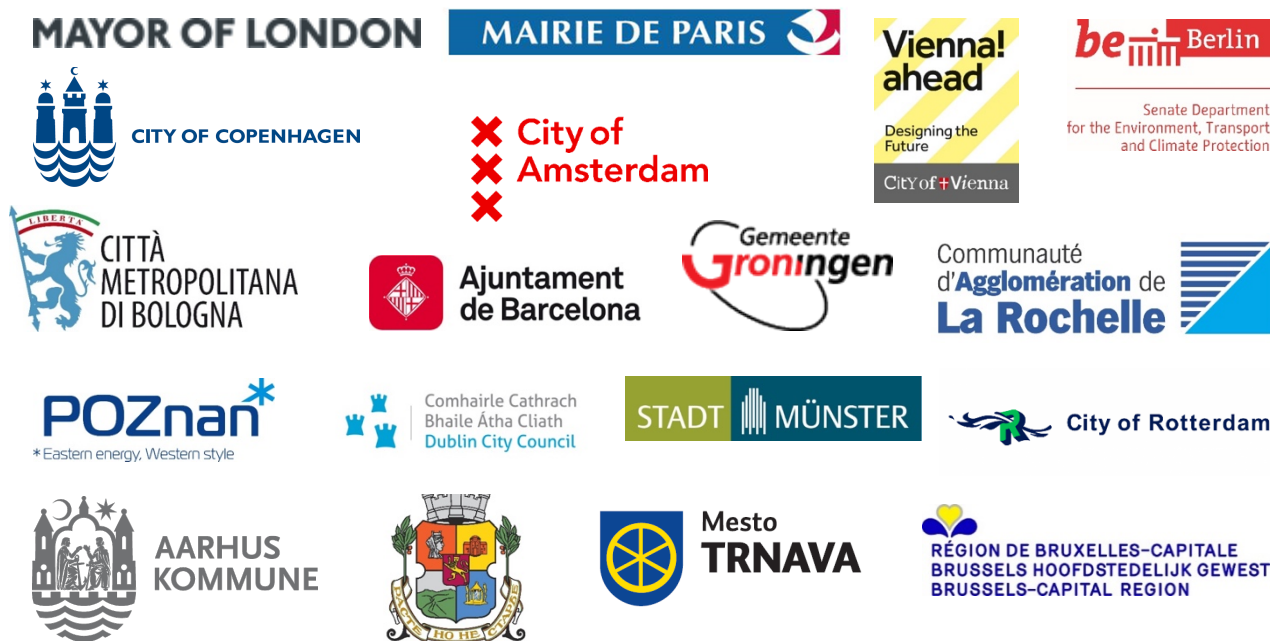 MAYOR OF LONDON
MAIRIE DE PARIS
Vienna!
ahead
Designing the
Future
CitY of Vienna
be Berlin
Senate Department
for the Environment, Transport
and Climate Protection
CITY OF COPENHAGEN
City of
Amsterdam
LIBERTA'
CITTÀ
METROPOLITANA
DI BOLOGNA
Ajuntament
de Barcelona
Gemeente
Groningen
Communauté
d'Agglomération de
La Rochelle
POZnan*
*Eastern energy, Western style
Comhairle Cathrach
Bhaile Átha Cliath
Dublin City Council
STADT MÜNSTER
R
City of Rotterdam
AARHUS
KOMMUNE
РАСТЕ НО НЕ СТАРѢЕ
Mesto
TRNAVA
RÉGION DE BRUXELLES-CAPITALE
BRUSSELS HOOFDSTEDELIJK GEWEST
BRUSSELS-CAPITAL REGION